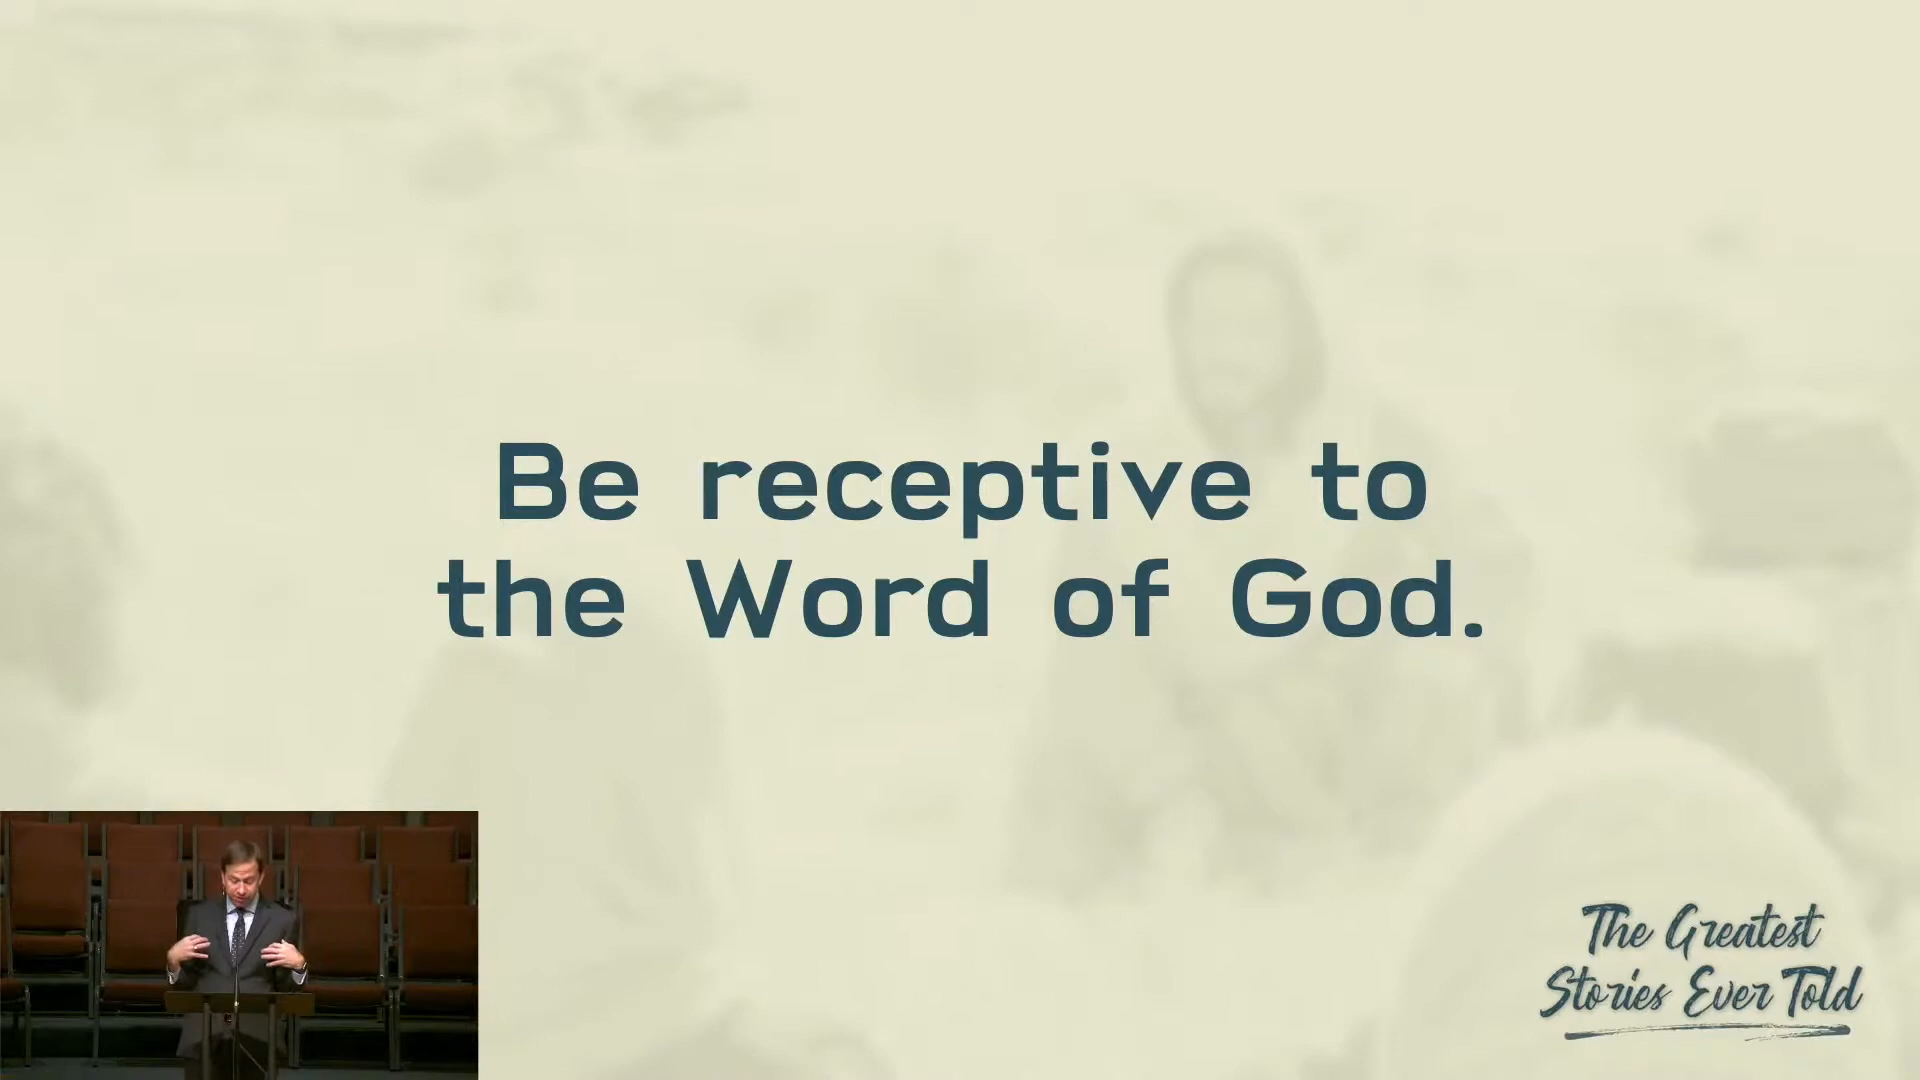 Be receptive to
the Word of God.
The Greatest
Stories Ever Told